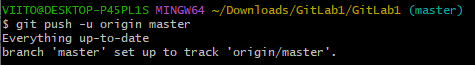 VIITO@DESKTOP-P45PL1S MINGW64 ~/Downloads/GitLab1/GitLab1 (master)
$ git push -u origin master
Everything up-to-date
branch 'master' set up to track 'origin/master'.